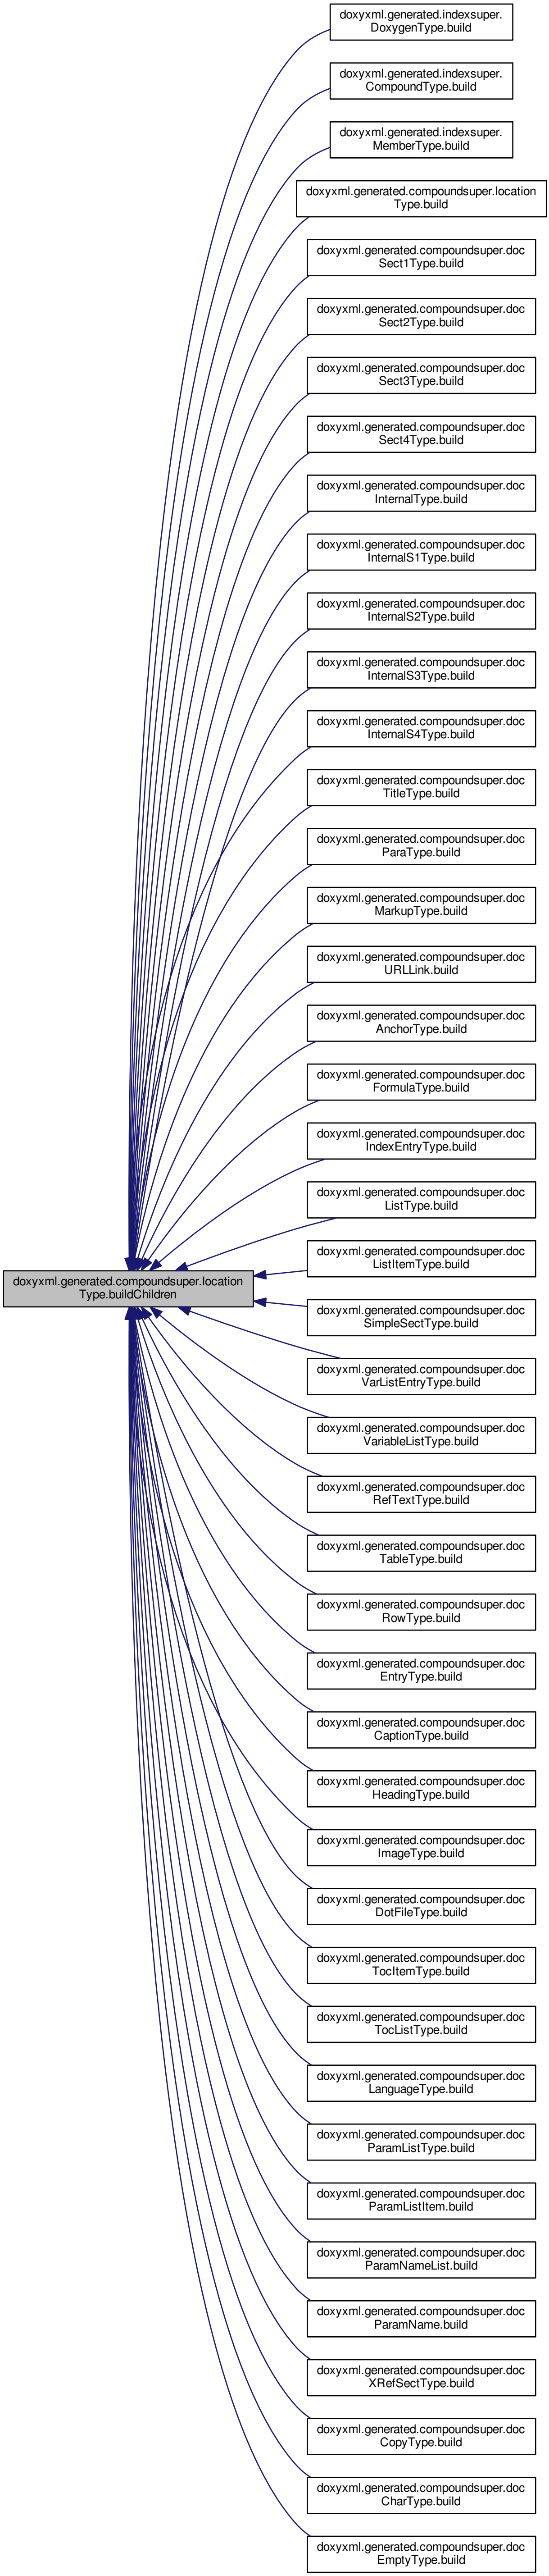 doxyxml.generated.indexsuper.
DoxygenType.build
doxyxml.generated.indexsuper.
CompoundType.build
doxyxml.generated.indexsuper.
MemberType.build
doxyxml.generated.compoundsuper.location
Type.build
doxyxml.generated.compoundsuper.doc
Sect1Type.build
doxyxml.generated.compoundsuper.doc
Sect2Type.build
doxyxml.generated.compoundsuper.doc
Sect3Type.build
doxyxml.generated.compoundsuper.doc
Sect4Type.build
doxyxml.generated.compoundsuper.doc
InternalType.build
doxyxml.generated.compoundsuper.doc
InternalS1Type.build
doxyxml.generated.compoundsuper.doc
InternalS2Type.build
doxyxml.generated.compoundsuper.doc
InternalS3Type.build
doxyxml.generated.compoundsuper.doc
InternalS4Type.build
doxyxml.generated.compoundsuper.doc
TitleType.build
doxyxml.generated.compoundsuper.doc
ParaType.build
doxyxml.generated.compoundsuper.doc
MarkupType.build
doxyxml.generated.compoundsuper.doc
URLLink.build
doxyxml.generated.compoundsuper.doc
AnchorType.build
doxyxml.generated.compoundsuper.doc
FormulaType.build
doxyxml.generated.compoundsuper.doc
IndexEntryType.build
doxyxml.generated.compoundsuper.doc
ListType.build
doxyxml.generated.compoundsuper.doc
ListItemType.build
doxyxml.generated.compoundsuper.location
Type.buildChildren
doxyxml.generated.compoundsuper.doc
SimpleSectType.build
doxyxml.generated.compoundsuper.doc
VarListEntryType.build
doxyxml.generated.compoundsuper.doc
VariableListType.build
doxyxml.generated.compoundsuper.doc
RefTextType.build
doxyxml.generated.compoundsuper.doc
TableType.build
doxyxml.generated.compoundsuper.doc
RowType.build
doxyxml.generated.compoundsuper.doc
EntryType.build
doxyxml.generated.compoundsuper.doc
CaptionType.build
doxyxml.generated.compoundsuper.doc
HeadingType.build
doxyxml.generated.compoundsuper.doc
ImageType.build
doxyxml.generated.compoundsuper.doc
DotFileType.build
doxyxml.generated.compoundsuper.doc
TocItemType.build
doxyxml.generated.compoundsuper.doc
TocListType.build
doxyxml.generated.compoundsuper.doc
LanguageType.build
doxyxml.generated.compoundsuper.doc
ParamListType.build
doxyxml.generated.compoundsuper.doc
ParamListItem.build
doxyxml.generated.compoundsuper.doc
ParamNameList.build
doxyxml.generated.compoundsuper.doc
ParamName.build
doxyxml.generated.compoundsuper.doc
XRefSectType.build
doxyxml.generated.compoundsuper.doc
CopyType.build
doxyxml.generated.compoundsuper.doc
CharType.build
doxyxml.generated.compoundsuper.doc
EmptyType.build